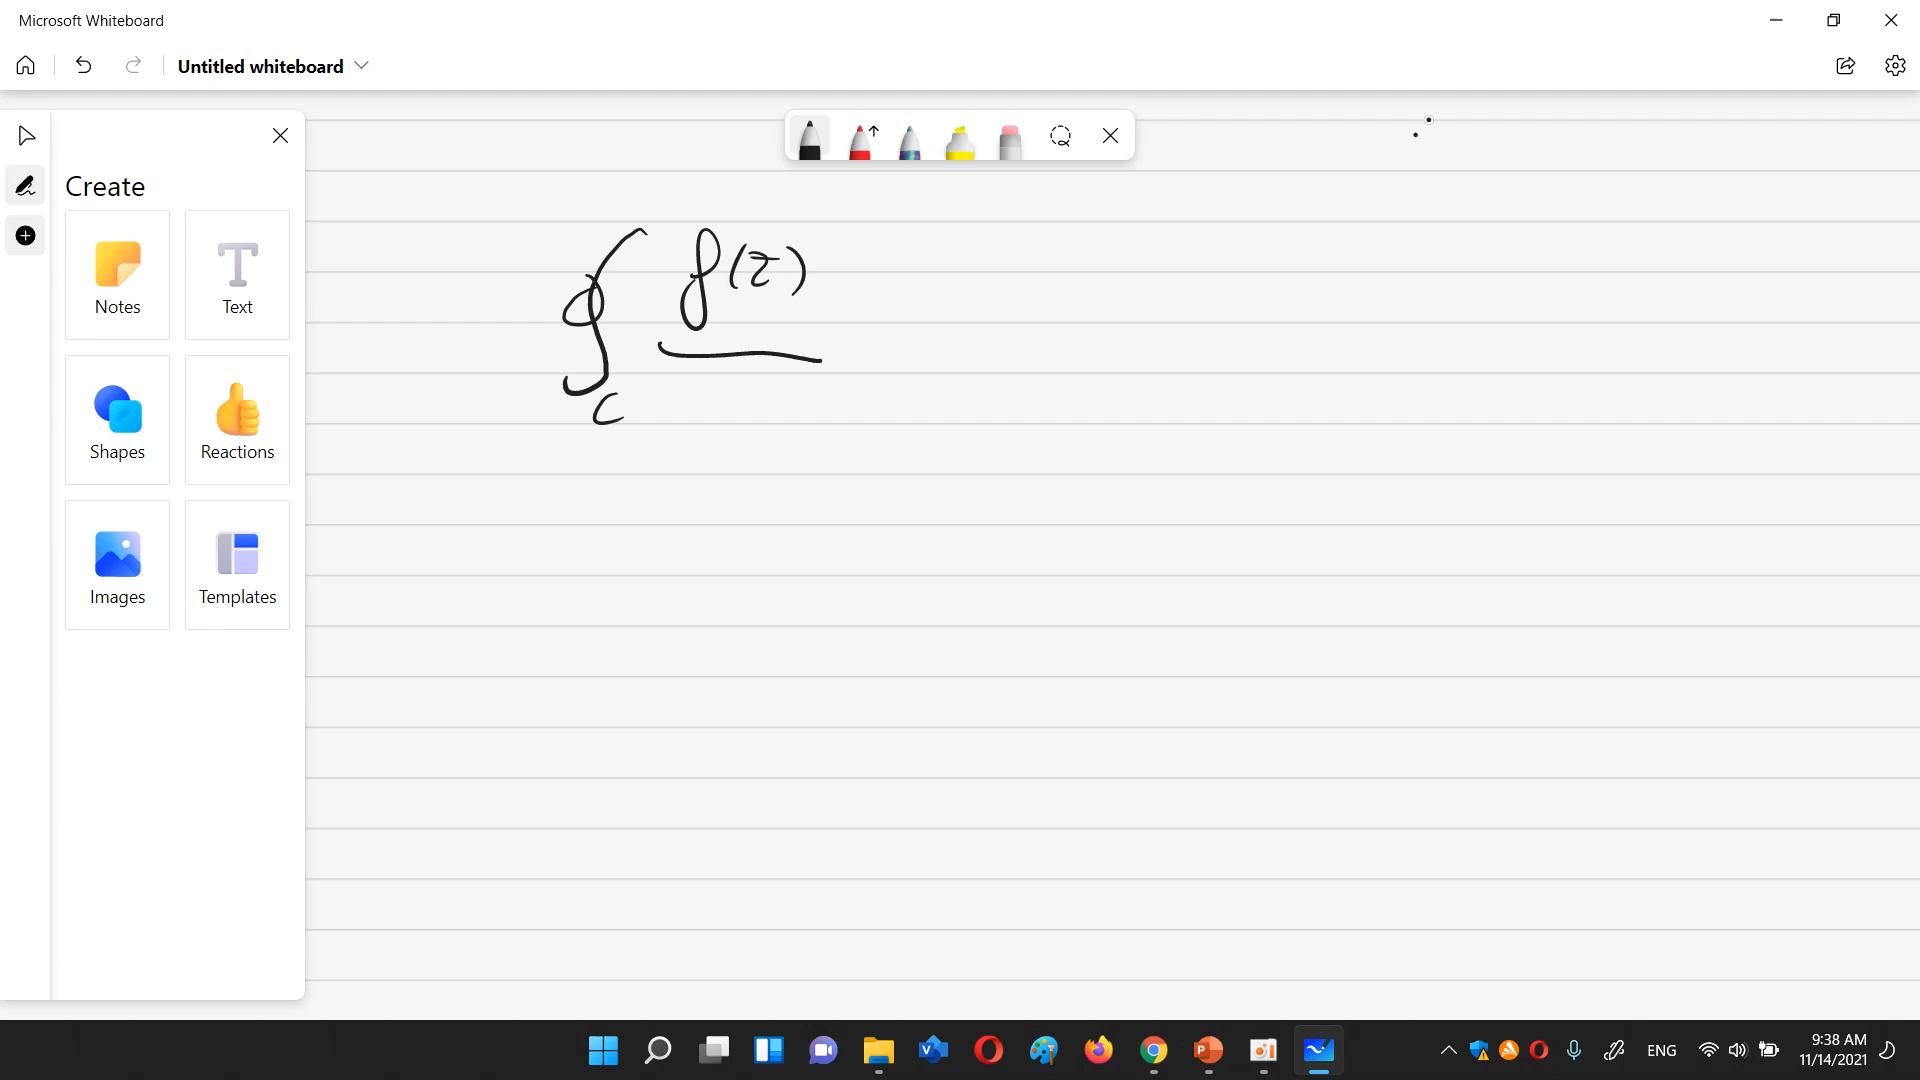 Microsoft Whiteboard
Untitled whiteboard
Create
Notes
Text
Shapes
Reactions
Images
Templates
∮ f(z)
C
ENG
9:38 AM
11/14/2021